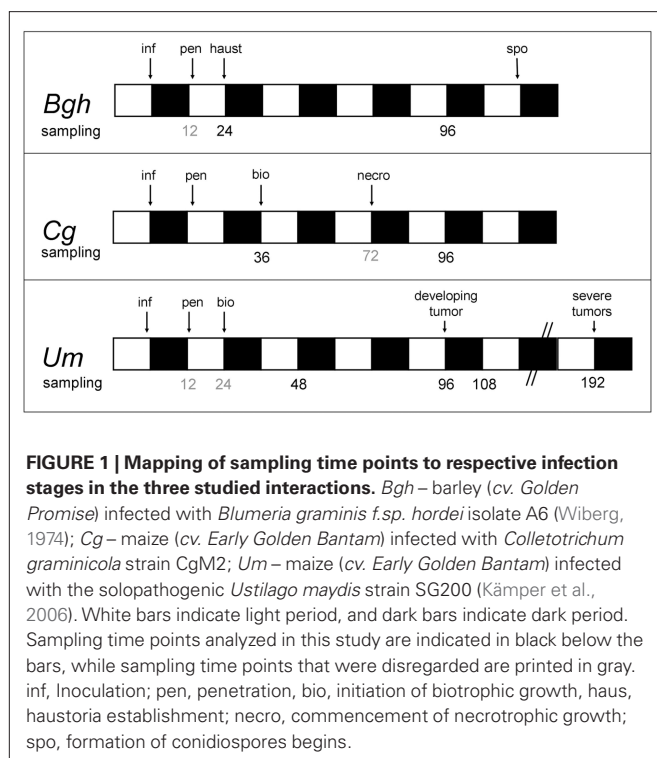 inf pen haust spo
Bgh
sampling
12 24 96
inf pen bio necro
Cg
sampling
36 72 96
inf pen bio developing tumor severe tumors
Um
sampling
12 24 48 96 108 192
//
//
FIGURE 1 | Mapping of sampling time points to respective infection
stages in the three studied interactions. Bgh – barley (cv. Golden
Promise) infected with Blumeria graminis f.sp. hordei isolate A6 (Wiberg,
1974); Cg – maize (cv. Early Golden Bantam) infected with Colletotrichum
graminicola strain CgM2; Um – maize (cv. Early Golden Bantam) infected
with the solopathogenic Ustilago maydis strain SG200 (Kämper et al.,
2006). White bars indicate light period, and dark bars indicate dark period.
Sampling time points analyzed in this study are indicated in black below the
bars, while sampling time points that were disregarded are printed in gray.
inf, Inoculation; pen, penetration, bio, initiation of biotrophic growth, haus,
haustoria establishment; necro, commencement of necrotrophic growth;
spo, formation of conidiospores begins.